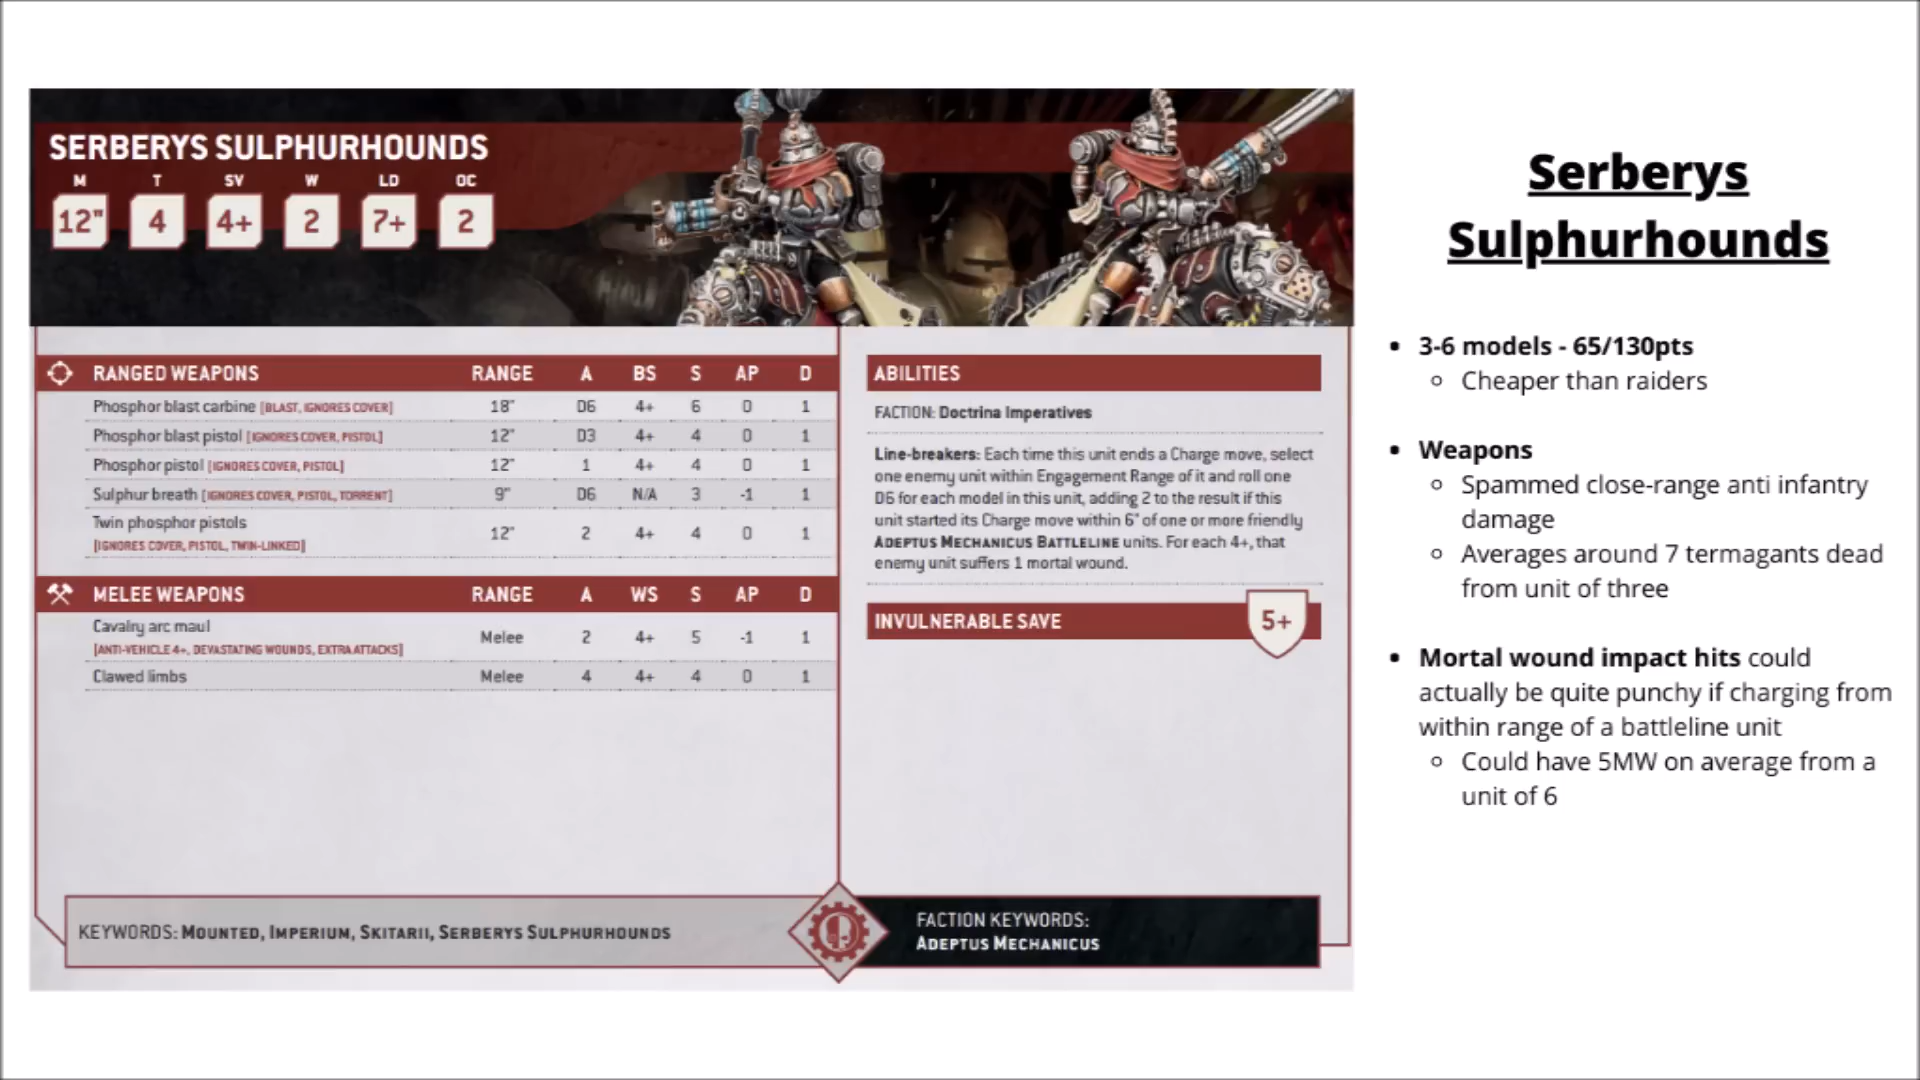 SERBERYS SULPHURHOUNDS
M T SV W LD OC
12" 4 4+ 2 7+ 2
RANGED WEAPONS RANGE A BS S AP D
Phosphor blast carbine [BLAST, IGNORES COVER] 18" D6 4+ 6 0 1
Phosphor blast pistol [IGNORES COVER, PISTOL] 12" D3 4+ 4 0 1
Phosphor pistol [IGNORES COVER, PISTOL] 12" 1 4+ 4 0 1
Sulphur breath [IGNORES COVER, PISTOL, TORRENT] 9" D6 N/A 3 -1 1
Twin phosphor pistols
[IGNORES COVER, PISTOL, TWIN-LINKED] 12" 2 4+ 4 0 1
MELEE WEAPONS RANGE A WS S AP D
Cavalry arc maul
[ANTI-VEHICLE 4+, DEVASTATING WOUNDS, EXTRA ATTACKS] Melee 2 4+ 5 -1 1
Clawed limbs Melee 4 4+ 4 0 1
ABILITIES
FACTION: Doctrina Imperatives
Line-breakers: Each time this unit ends a Charge move, select
one enemy unit within Engagement Range of it and roll one
D6 for each model in this unit, adding 2 to the result if this
unit started its Charge move within 6" of one or more friendly
ADEPTUS MECHANICUS BATTLELINE units. For each 4+, that
enemy unit suffers 1 mortal wound.
INVULNERABLE SAVE 5+
KEYWORDS: MOUNTED, IMPERIUM, SKITARII, SERBERYS SULPHURHOUNDS
FACTION KEYWORDS:
ADEPTUS MECHANICUS
Serberys
Sulphurhounds
• 3-6 models - 65/130pts
○ Cheaper than raiders
• Weapons
○ Spammed close-range anti infantry
damage
○ Averages around 7 termagants dead
from unit of three
• Mortal wound impact hits could
actually be quite punchy if charging from
within range of a battleline unit
○ Could have 5MW on average from a
unit of 6